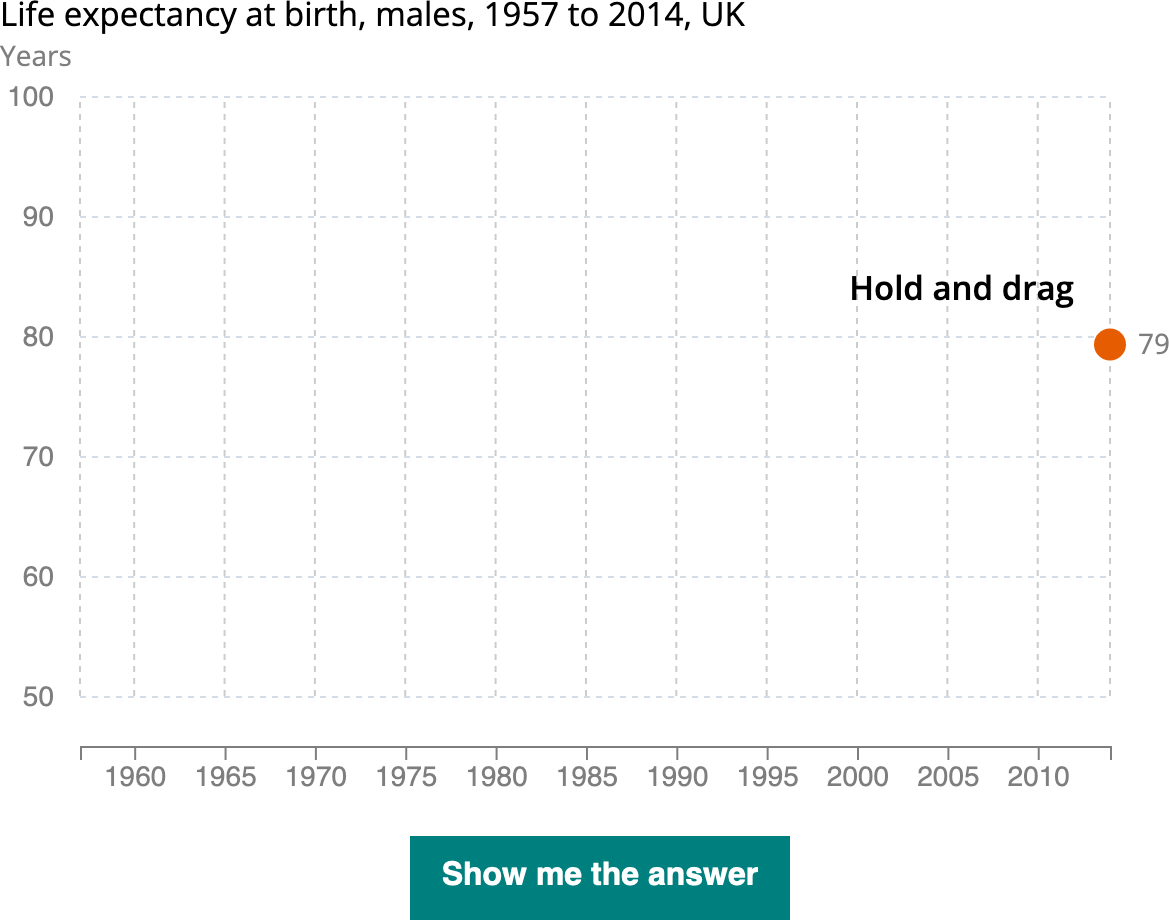 Life expectancy at birth, males, 1957 to 2014, UK
Years
100
90
Hold and drag
80
79
70
60
50
1960 1965 1970 1975 1980 1985 1990 1995 2000 2005 2010
Show me the answer